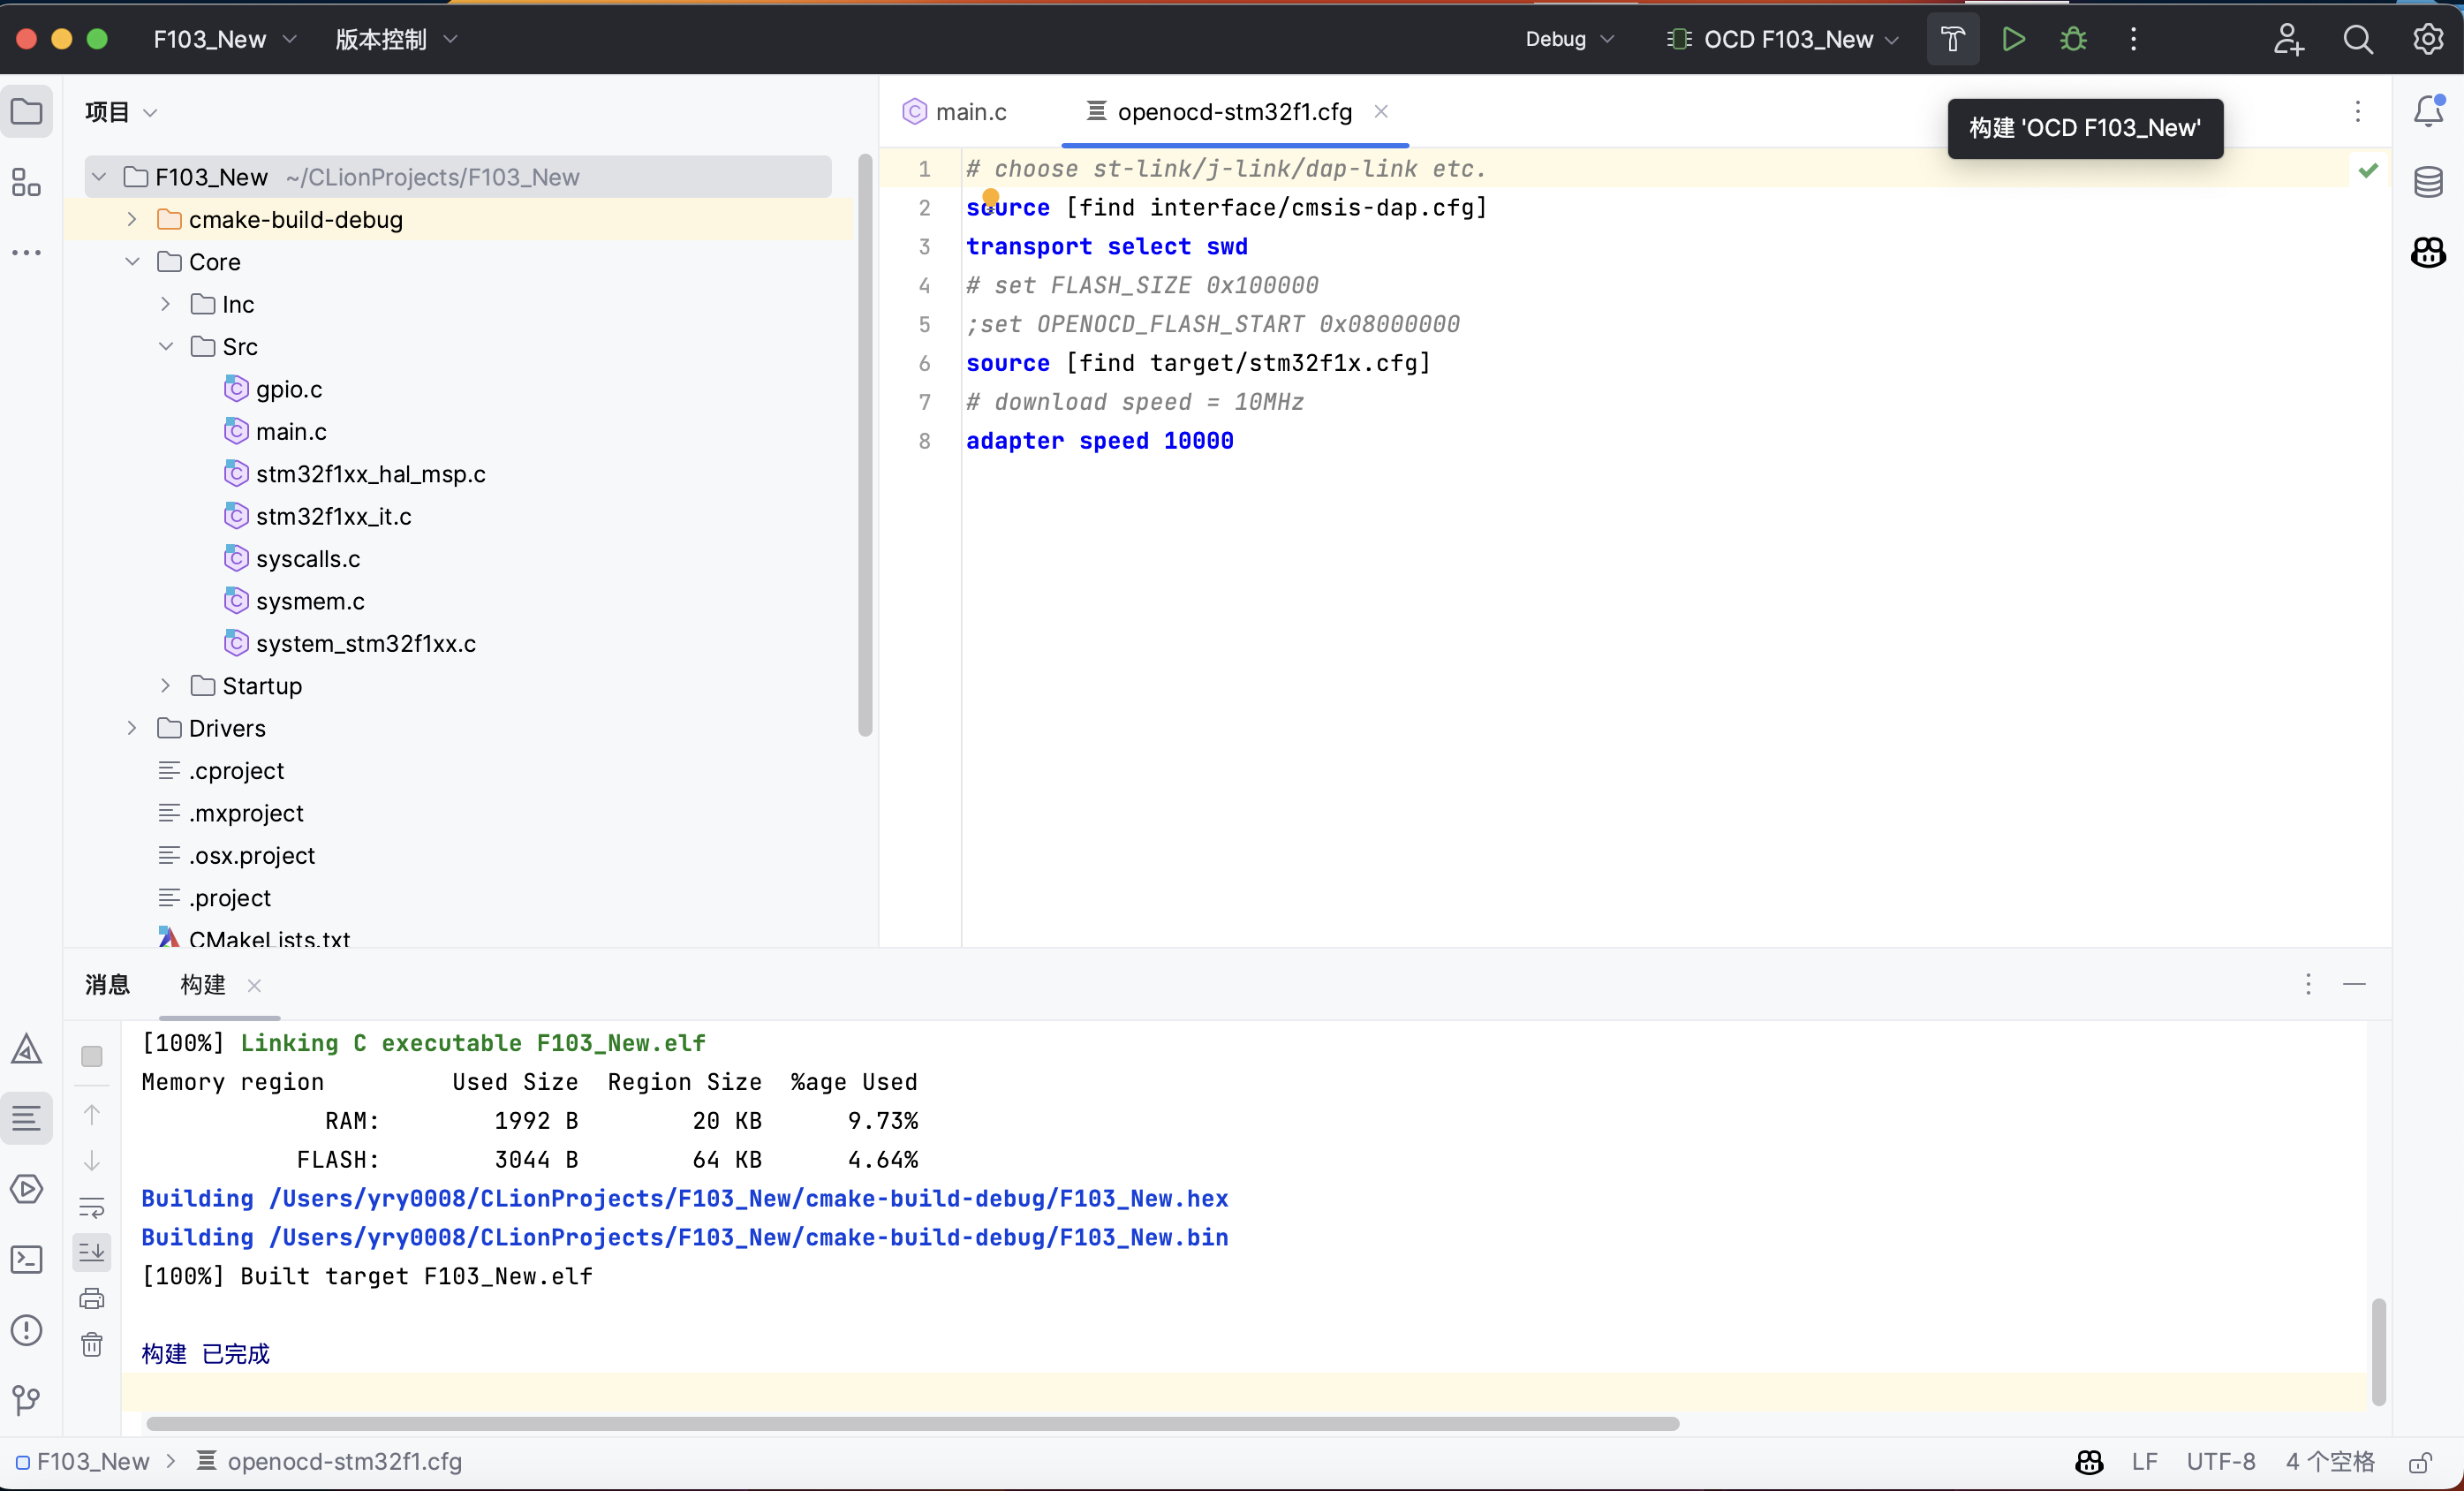 F103_New
版本控制
Debug
OCD F103_New
构建 'OCD F103_New'
项目
F103_New ~/CLionProjects/F103_New
cmake-build-debug
Core
Inc
Src
gpio.c
main.c
stm32f1xx_hal_msp.c
stm32f1xx_it.c
syscalls.c
sysmem.c
system_stm32f1xx.c
Startup
Drivers
.cproject
.mxproject
.osx.project
.project
CMakeLists.txt
main.c
openocd-stm32f1.cfg
1 # choose st-link/j-link/dap-link etc.
2 source [find interface/cmsis-dap.cfg]
3 transport select swd
4 # set FLASH_SIZE 0x100000
5 ;set OPENOCD_FLASH_START 0x08000000
6 source [find target/stm32f1x.cfg]
7 # download speed = 10MHz
8 adapter speed 10000
消息
构建
[100%] Linking C executable F103_New.elf
Memory region Used Size Region Size %age Used
RAM: 1992 B 20 KB 9.73%
FLASH: 3044 B 64 KB 4.64%
Building /Users/yry0008/CLionProjects/F103_New/cmake-build-debug/F103_New.hex
Building /Users/yry0008/CLionProjects/F103_New/cmake-build-debug/F103_New.bin
[100%] Built target F103_New.elf
构建 已完成
F103_New
openocd-stm32f1.cfg
LF
UTF-8
4 个空格